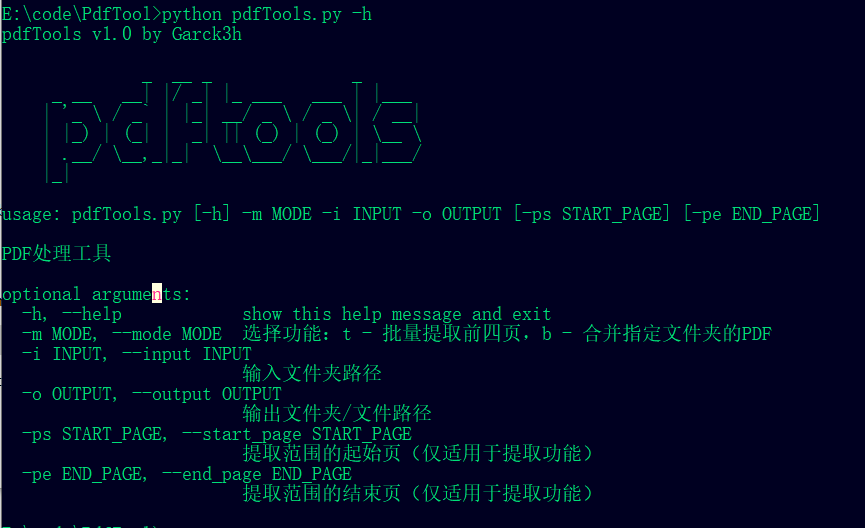 E:\code\PdfTool>python pdfTools.py -h
pdfTools v1.0 by Garck3h
pdftools
usage: pdfTools.py [-h] -m MODE -i INPUT -o OUTPUT [-ps START_PAGE] [-pe END_PAGE]
PDF处理工具
optional arguments:
-h, --help show this help message and exit
-m MODE, --mode MODE 选择功能: t - 批量提取前四页，b - 合并指定文件夹的PDF
-i INPUT, --input INPUT
输入文件夹路径
-o OUTPUT, --output OUTPUT
输出文件夹/文件路径
-ps START_PAGE, --start_page START_PAGE
提取范围的起始页（仅适用于提取功能）
-pe END_PAGE, --end_page END_PAGE
提取范围的结束页（仅适用于提取功能）